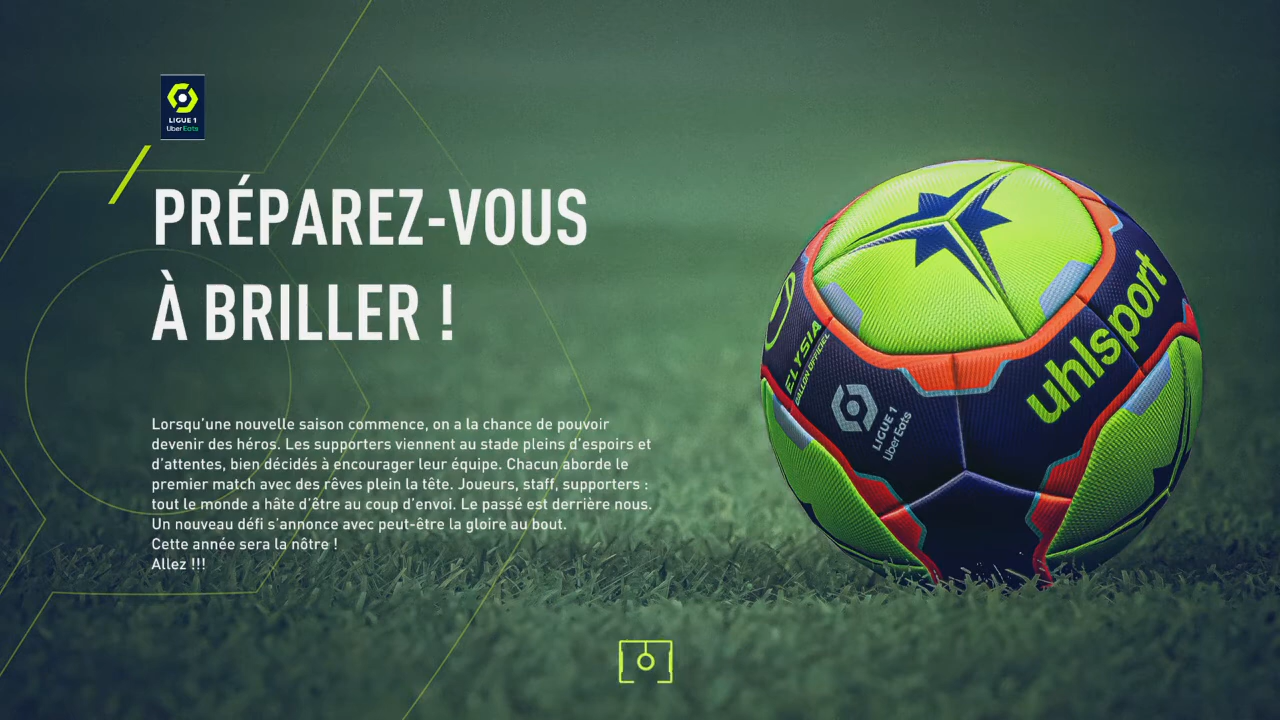 LIGUE 1
Uber Eats
PRÉPAREZ-VOUS
À BRILLER !
Lorsqu'une nouvelle saison commence, on a la chance de pouvoir
devenir des héros. Les supporters viennent au stade pleins d'espoirs et
d'attentes, bien décidés à encourager leur équipe. Chacun aborde le
premier match avec des rêves plein la tête. Joueurs, staff, supporters :
tout le monde a hâte d'être au coup d'envoi. Le passé est derrière nous.
Un nouveau défi s'annonce avec peut-être la gloire au bout.
Cette année sera la nôtre !
Allez !!!
ELYSIA
BALLON OFFICIEL
LIGUE 1
Uber Eats
uhlsport